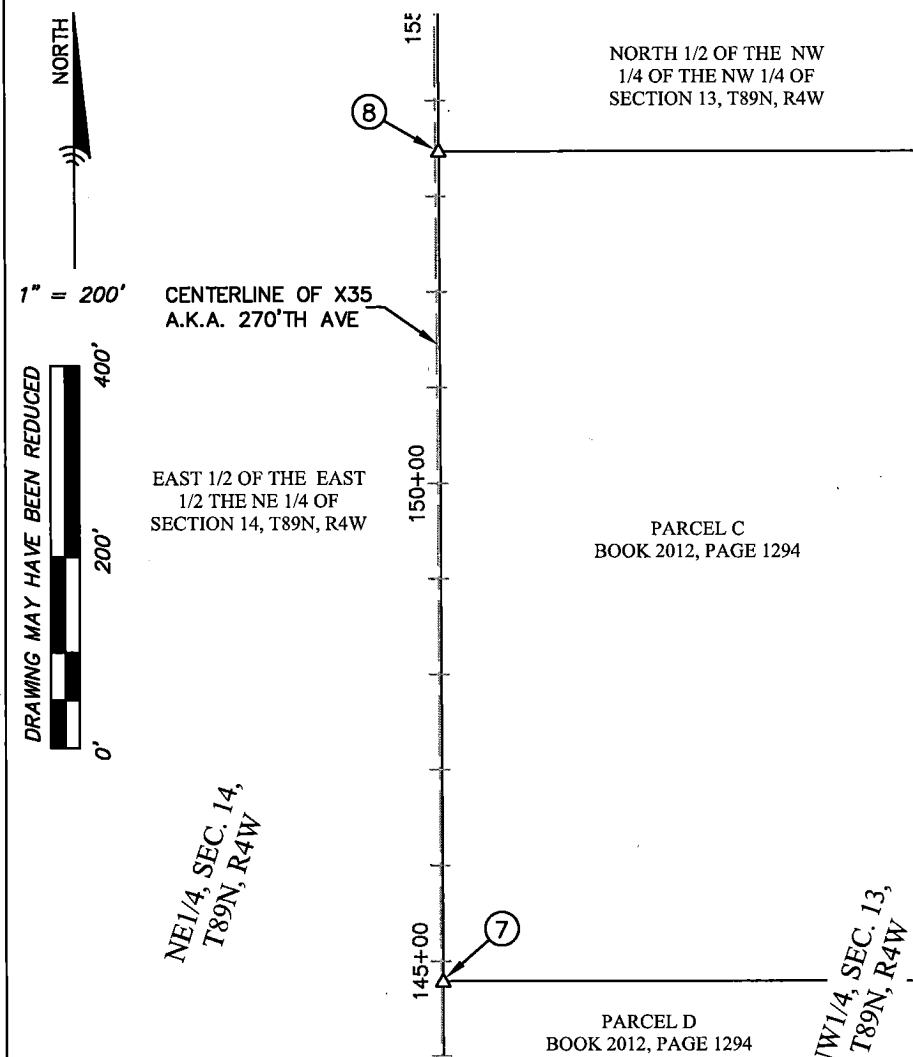 NORTH
155
NORTH 1/2 OF THE NW
1/4 OF THE NW 1/4 OF
SECTION 13, T89N, R4W
8
1" = 200'
CENTERLINE OF X35
A.K.A. 270'TH AVE
DRAWING MAY HAVE BEEN REDUCED
400'
200'
0'
EAST 1/2 OF THE EAST
1/2 THE NE 1/4 OF
SECTION 14, T89N, R4W
150+00
PARCEL C
BOOK 2012, PAGE 1294
NE1/4, SEC. 14,
T89N, R4W
7
145+00
PARCEL D
BOOK 2012, PAGE 1294
W1/4, SEC. 13,
T89N, R4W